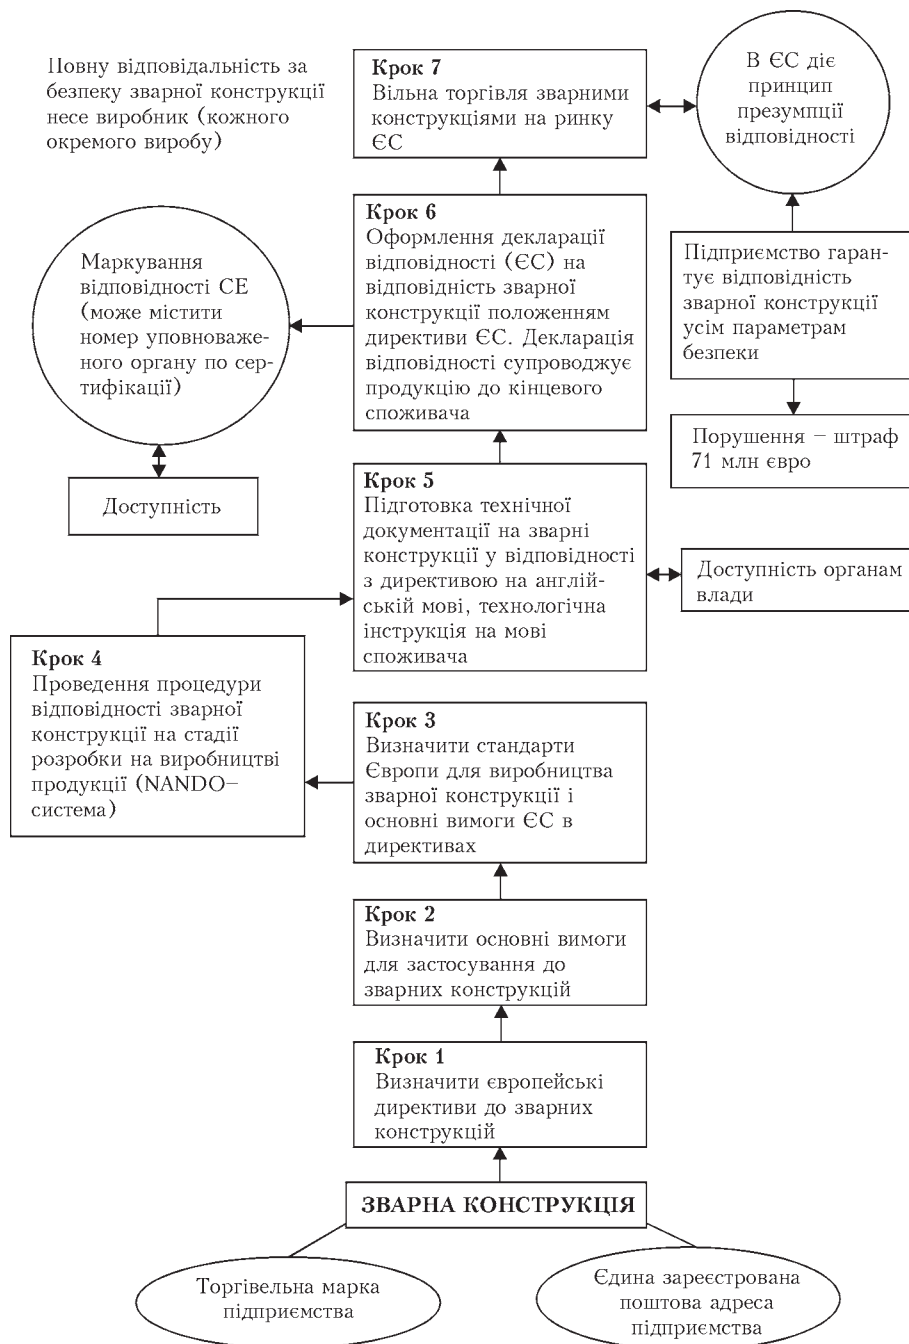 Повну відповідальність за
безпеку зварної конструкції
несе виробник (кожного
окремого виробу)
Крок 7
Вільна торгівля зварними
конструкціями на ринку
ЄС
В ЄС діє
принцип
презумпції
відповідності
Крок 6
Оформлення декларації
відповідності (ЄС) на
відповідність зварної
конструкції положенням
директиви ЄС. Декларація
відповідності супроводжує
продукцію до кінцевого
споживача
Маркування
відповідності СЕ
(може містити
номер уповноваже-
ного органу по сер-
тифікації)
Доступність
Підприємство гаран-
тує відповідність
зварної конструкції
усім параметрам
безпеки
Порушення – штраф
71 млн євро
Крок 5
Підготовка технічної
документації на зварні
конструкції у відповідності
з директивою на англій-
ській мові, технологічна
інструкція на мові
споживача
Доступність органам
влади
Крок 4
Проведення процедури
відповідності зварної
конструкції на стадії
розробки на виробництві
продукції (NANDO–
система)
Крок 3
Визначити стандарти
Європи для виробництва
зварної конструкції і
основні вимоги ЄС в
директивах
Крок 2
Визначити основні вимоги
для застосування до
зварних конструкцій
Крок 1
Визначити європейські
директиви до зварних
конструкцій
ЗВАРНА КОНСТРУКЦІЯ
Торгівельна марка
підприємства
Єдина зареєстрована
поштова адреса
підприємства